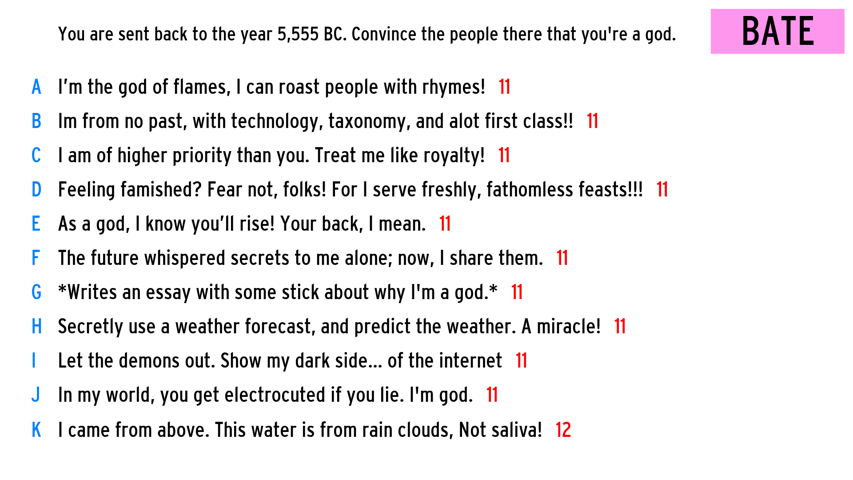 You are sent back to the year 5,555 BC. Convince the people there that you're a god.
BATE
A I’m the god of flames, I can roast people with rhymes! 11
B Im from no past, with technology, taxonomy, and alot first class!! 11
C I am of higher priority than you. Treat me like royalty! 11
D Feeling famished? Fear not, folks! For I serve freshly, fathomless feasts!!! 11
E As a god, I know you’ll rise! Your back, I mean. 11
F The future whispered secrets to me alone; now, I share them. 11
G *Writes an essay with some stick about why I'm a god.* 11
H Secretly use a weather forecast, and predict the weather. A miracle! 11
I Let the demons out. Show my dark side... of the internet 11
J In my world, you get electrocuted if you lie. I'm god. 11
K I came from above. This water is from rain clouds, Not saliva! 12